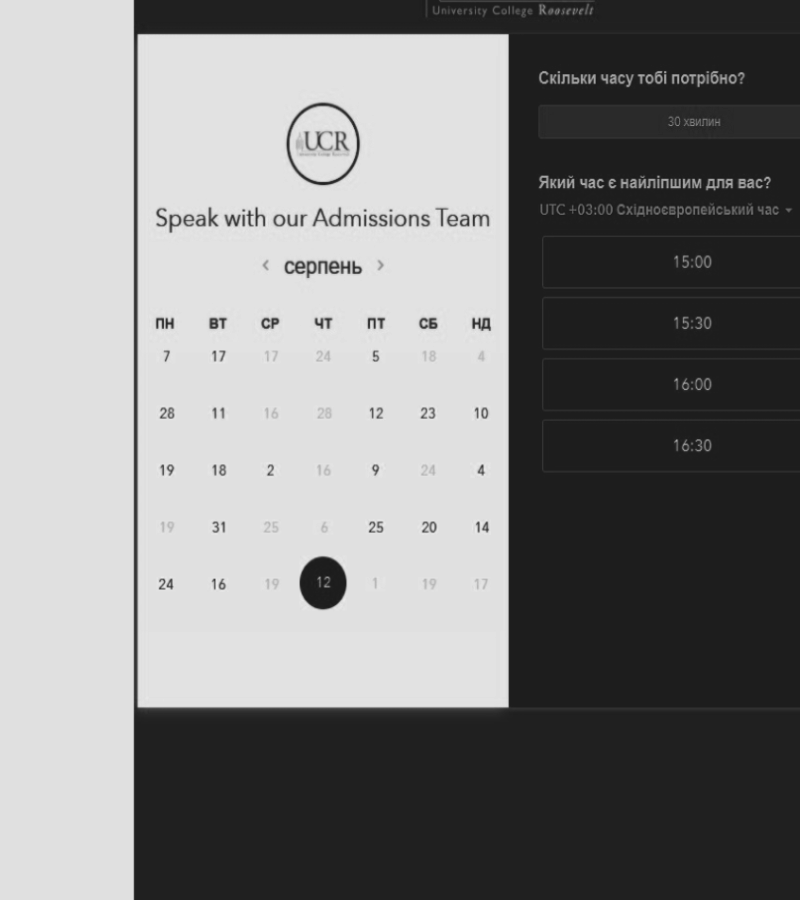 University College Roosevelt
UCR
Speak with our Admissions Team
‹ серпень ›
ПН ВТ СР ЧТ ПТ СБ НД
7 17 17 24 5 18 4
28 11 16 28 12 23 10
19 18 2 16 9 24 4
19 31 25 6 25 20 14
24 16 19 12 1 19 17
Скільки часу тобі потрібно?
30 хвилин
Який час є найліпшим для вас?
UTC +03:00 Східноєвропейський час
15:00
15:30
16:00
16:30